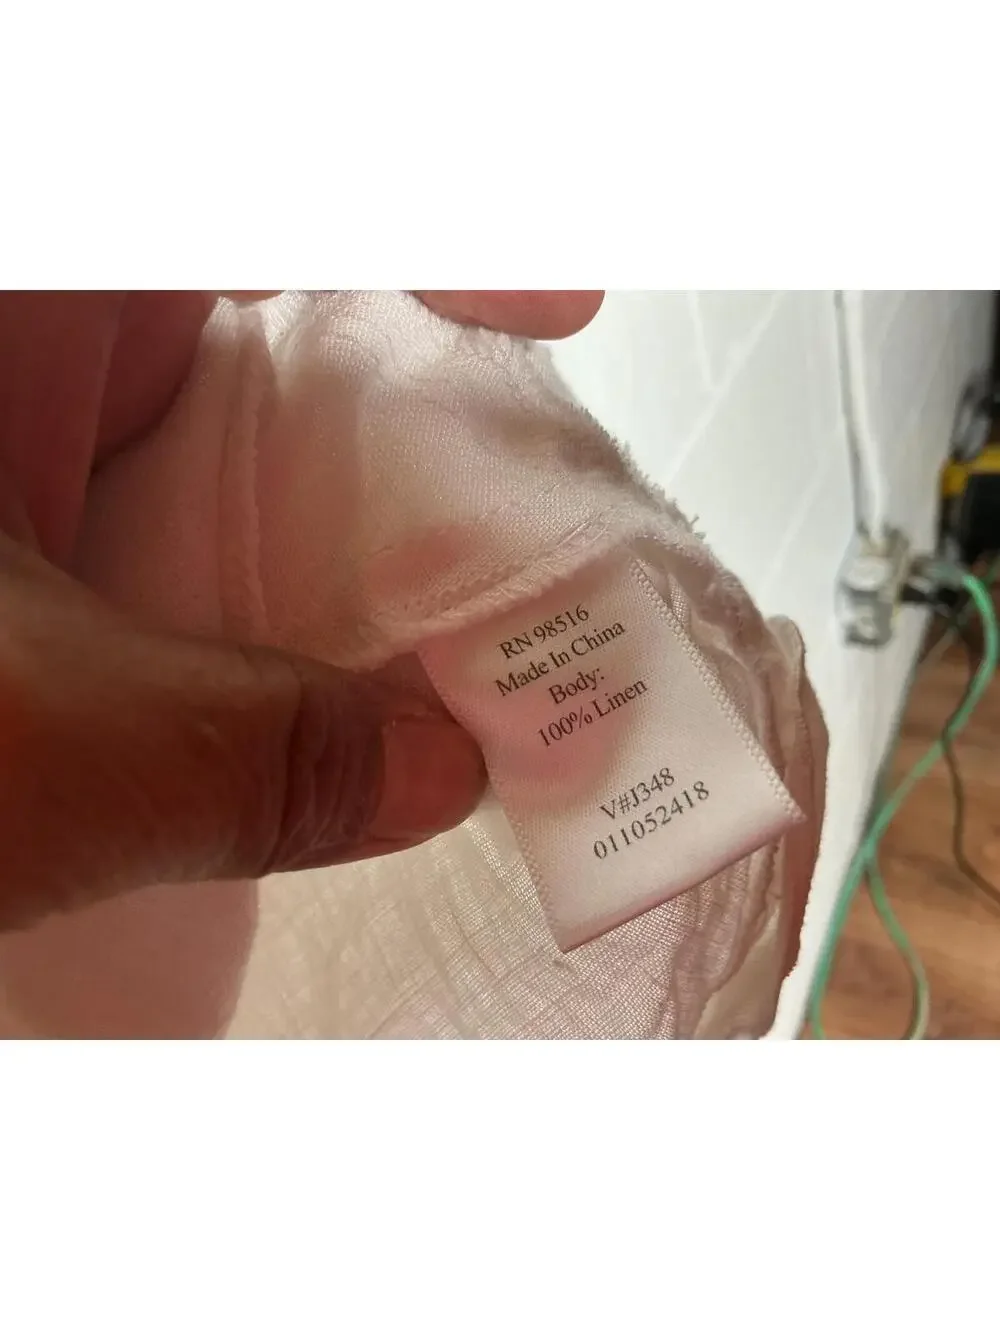 RN 98516
Made In China
Body:
100% Linen
V#J348
011052418